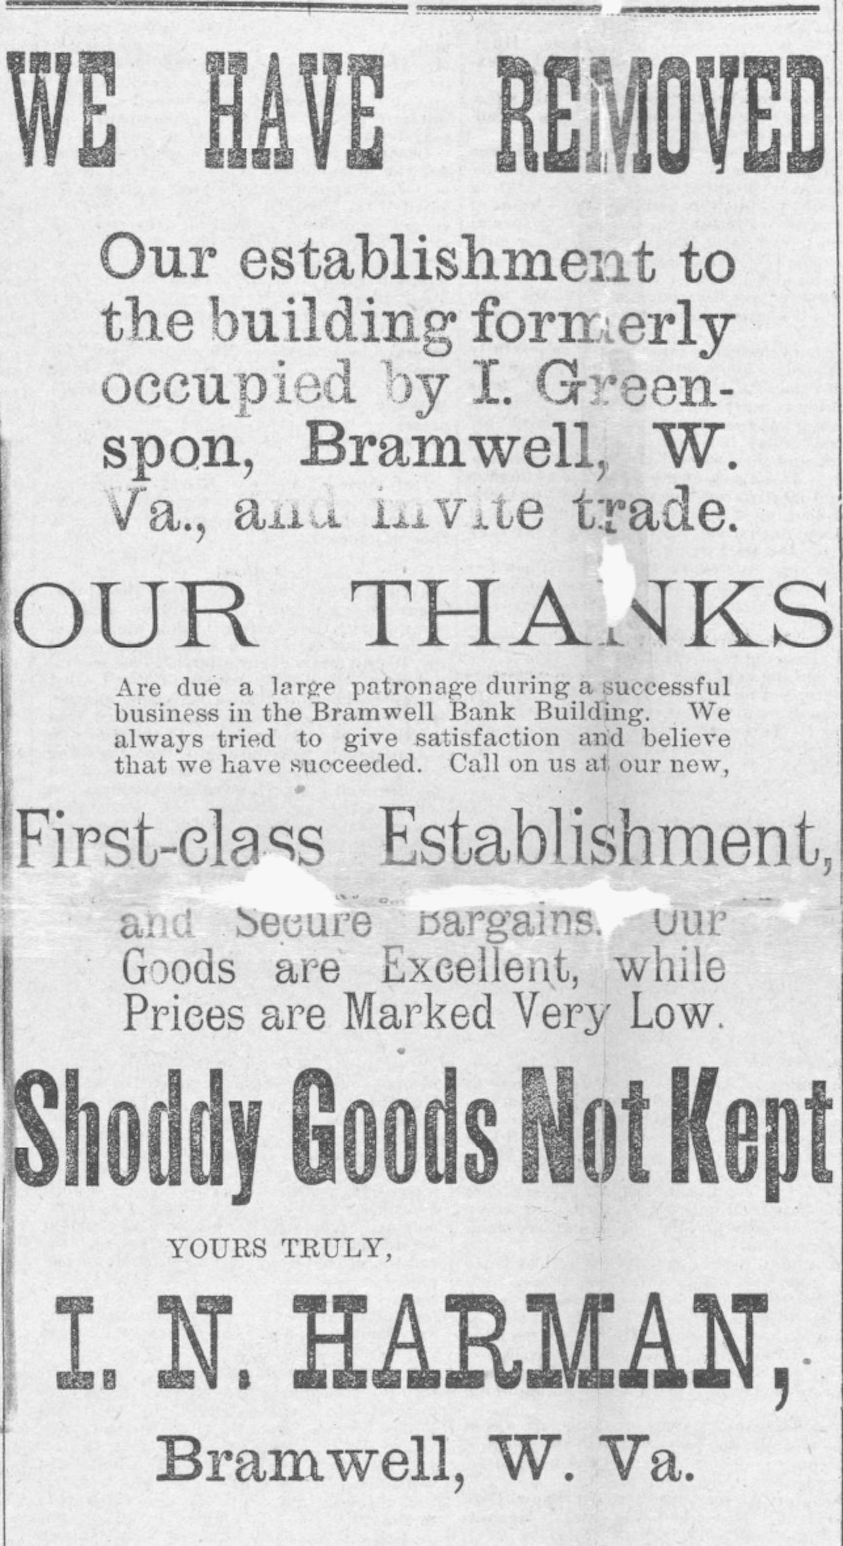 WE HAVE REMOVED
Our establishment to
the building formerly
occupied by I. Green-
spon, Bramwell, W.
Va., and invite trade.
OUR THANKS
Are due a large patronage during a successful
business in the Bramwell Bank Building. We
always tried to give satisfaction and believe
that we have succeeded. Call on us at our new,
First-class Establishment,
and Secure Bargains. Our
Goods are Excellent, while
Prices are Marked Very Low.
Shoddy Goods Not Kept
YOURS TRULY,
I. N. HARMAN,
Bramwell, W. Va.